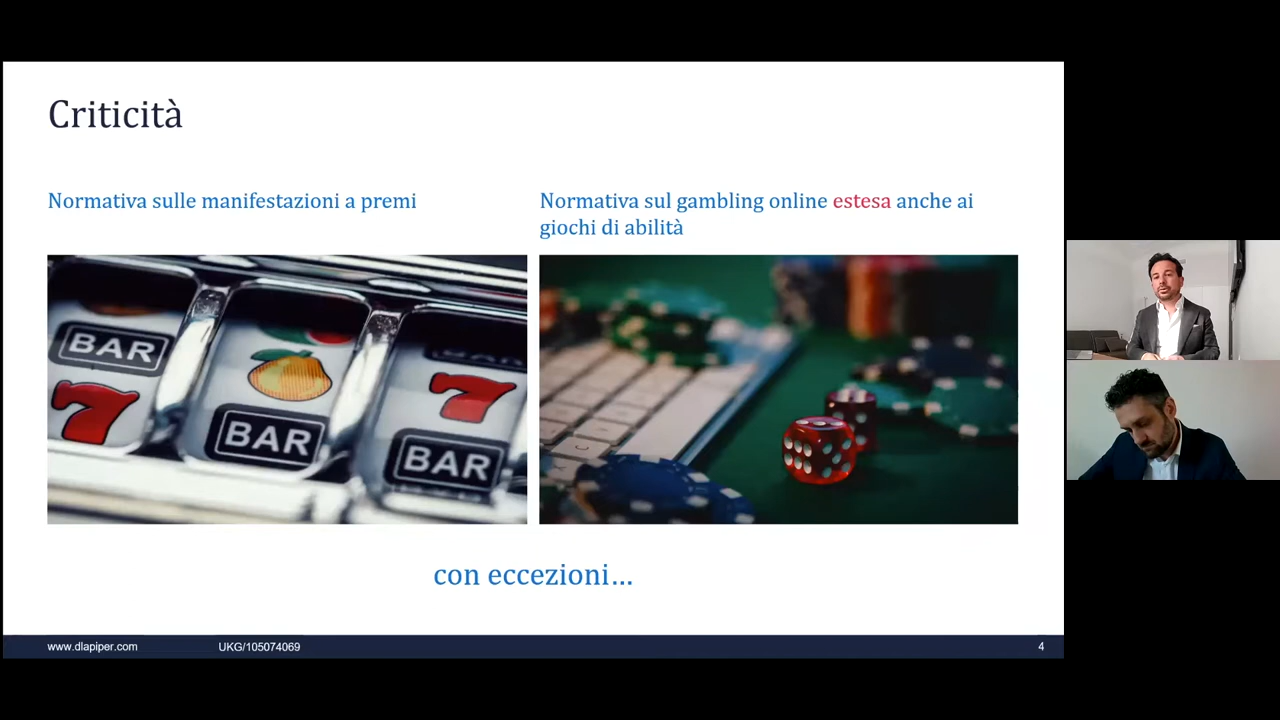 Criticità
Normativa sulle manifestazioni a premi
Normativa sul gambling online estesa anche ai
giochi di abilità
BAR
7
BAR
7
BAR
con eccezioni…
www.dlapiper.com
UKG/105074069
4